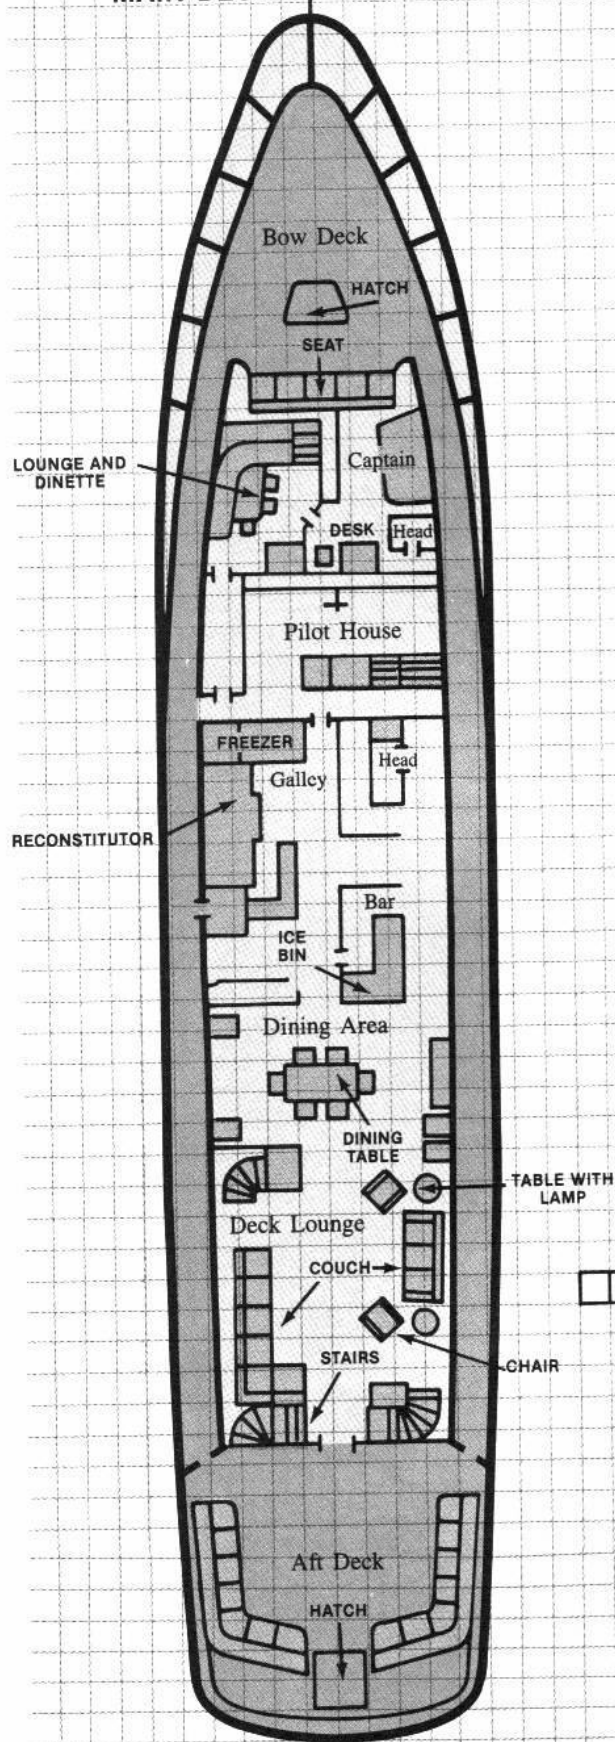 Bow Deck
HATCH
SEAT
LOUNGE AND
DINETTE
Captain
DESK
Head
Pilot House
FREEZER
Galley
Head
RECONSTITUTOR
Bar
ICE
BIN
Dining Area
DINING
TABLE
TABLE WITH
LAMP
Deck Lounge
COUCH
STAIRS
CHAIR
Aft Deck
HATCH